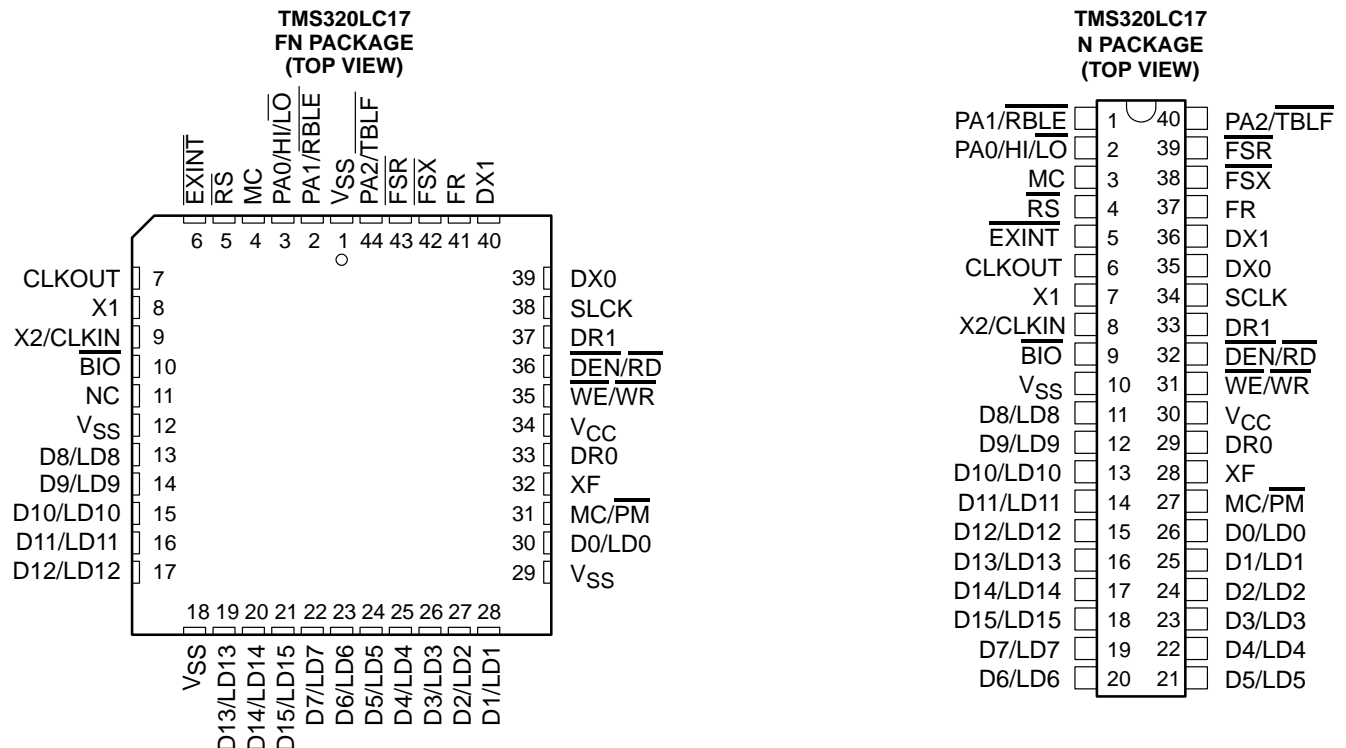 TMS320LC17
FN PACKAGE
(TOP VIEW)
EXINT
RS
MC
PA0/HI/LO
PA1/RBLE
VSS
PA2/TBLF
FSR
FSX
FR
DX1
6 5 4 3 2 1 44 43 42 41 40
CLKOUT 7 39 DX0
X1 8 38 SLCK
X2/CLKIN 9 37 DR1
BIO 10 36 DEN/RD
NC 11 35 WE/WR
VSS 12 34 VCC
D8/LD8 13 33 DR0
D9/LD9 14 32 XF
D10/LD10 15 31 MC/PM
D11/LD11 16 30 D0/LD0
D12/LD12 17 29 VSS
18 19 20 21 22 23 24 25 26 27 28
VSS
D13/LD13
D14/LD14
D15/LD15
D7/LD7
D6/LD6
D5/LD5
D4/LD4
D3/LD3
D2/LD2
D1/LD1
TMS320LC17
N PACKAGE
(TOP VIEW)
PA1/RBLE 1 40 PA2/TBLF
PA0/HI/LO 2 39 FSR
MC 3 38 FSX
RS 4 37 FR
EXINT 5 36 DX1
CLKOUT 6 35 DX0
X1 7 34 SCLK
X2/CLKIN 8 33 DR1
BIO 9 32 DEN/RD
VSS 10 31 WE/WR
D8/LD8 11 30 VCC
D9/LD9 12 29 DR0
D10/LD10 13 28 XF
D11/LD11 14 27 MC/PM
D12/LD12 15 26 D0/LD0
D13/LD13 16 25 D1/LD1
D14/LD14 17 24 D2/LD2
D15/LD15 18 23 D3/LD3
D7/LD7 19 22 D4/LD4
D6/LD6 20 21 D5/LD5